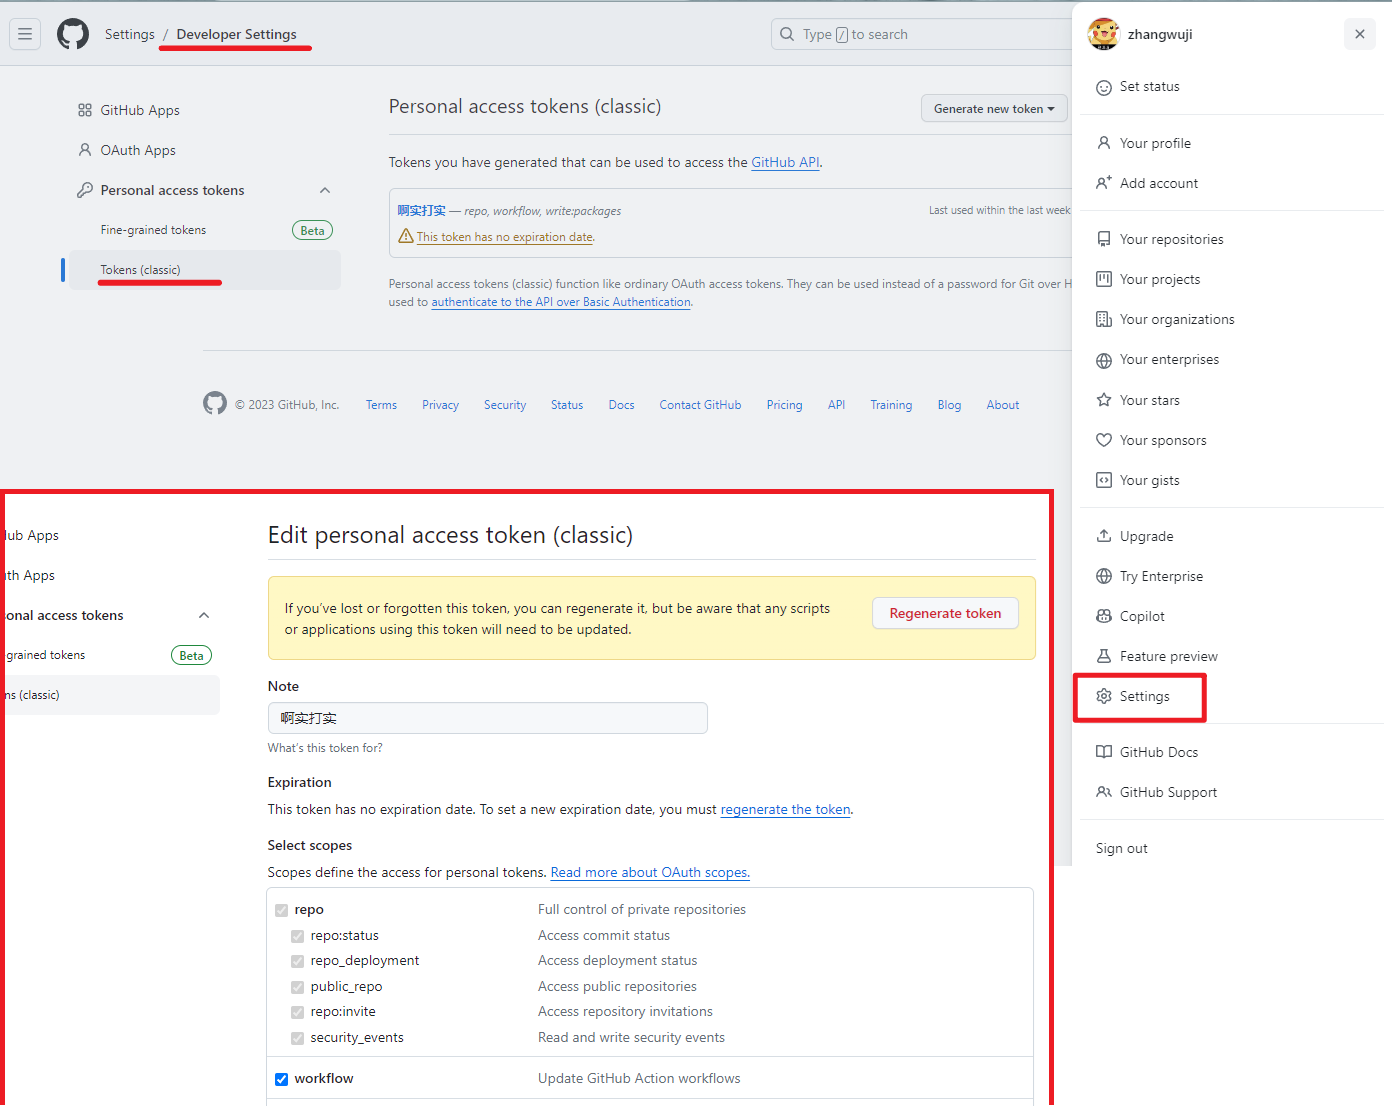 Settings / Developer Settings
Type / to search
GitHub Apps
OAuth Apps
Personal access tokens
Fine-grained tokens Beta
Tokens (classic)
Personal access tokens (classic)
Generate new token
Tokens you have generated that can be used to access the GitHub API.
啊实打实 — repo, workflow, write:packages
Last used within the last week
This token has no expiration date.
Personal access tokens (classic) function like ordinary OAuth access tokens. They can be used instead of a password for Git over H
used to authenticate to the API over Basic Authentication.
© 2023 GitHub, Inc. Terms Privacy Security Status Docs Contact GitHub Pricing API Training Blog About
zhangwuji
Set status
Your profile
Add account
Your repositories
Your projects
Your organizations
Your enterprises
Your stars
Your sponsors
Your gists
Upgrade
Try Enterprise
Copilot
Feature preview
Settings
GitHub Docs
GitHub Support
Sign out
ub Apps
th Apps
onal access tokens
grained tokens Beta
ns (classic)
Edit personal access token (classic)
If you've lost or forgotten this token, you can regenerate it, but be aware that any scripts
or applications using this token will need to be updated.
Regenerate token
Note
啊实打实
What's this token for?
Expiration
This token has no expiration date. To set a new expiration date, you must regenerate the token.
Select scopes
Scopes define the access for personal tokens. Read more about OAuth scopes.
repo Full control of private repositories
repo:status Access commit status
repo_deployment Access deployment status
public_repo Access public repositories
repo:invite Access repository invitations
security_events Read and write security events
workflow Update GitHub Action workflows